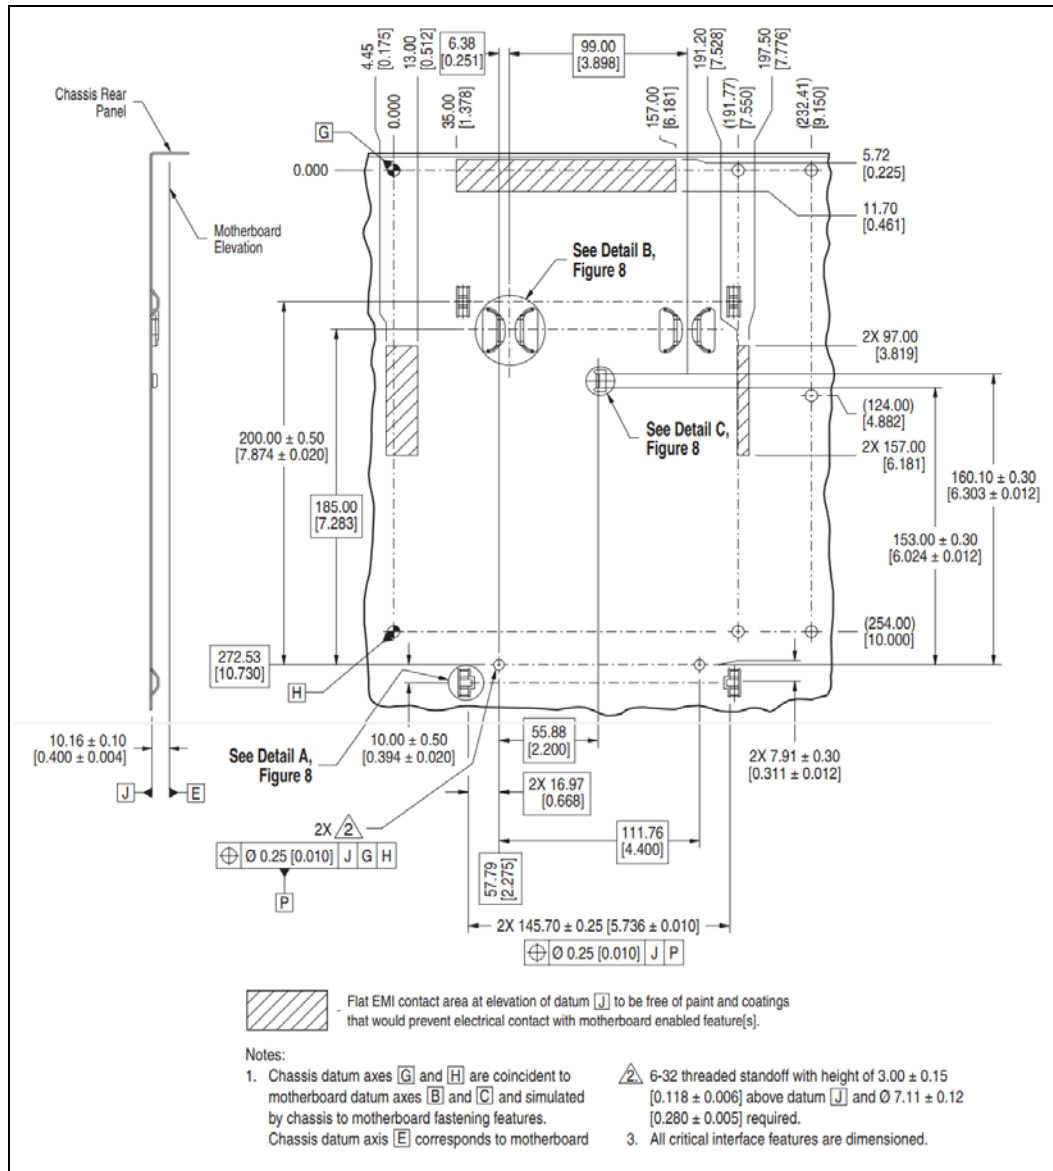 4.45
[0.175]
13.00
[0.512]
6.38
[0.251]
99.00
[3.898]
191.20
[7.528]
197.50
[7.776]
Chassis Rear
Panel
0.000
35.00
[1.378]
157.00
[6.181]
(191.77)
[7.550]
(232.41)
[9.150]
G
0.000
5.72
[0.225]
11.70
[0.461]
Motherboard
Elevation
See Detail B,
Figure 8
2X 97.00
[3.819]
(124.00)
[4.882]
See Detail C,
Figure 8
200.00 ± 0.50
[7.874 ± 0.020]
2X 157.00
[6.181]
160.10 ± 0.30
[6.303 ± 0.012]
185.00
[7.283]
153.00 ± 0.30
[6.024 ± 0.012]
(254.00)
[10.000]
272.53
[10.730]
H
10.16 ± 0.10
[0.400 ± 0.004]
See Detail A,
Figure 8
10.00 ± 0.50
[0.394 ± 0.020]
55.88
[2.200]
2X 7.91 ± 0.30
[0.311 ± 0.012]
J E
2X 16.97
[0.668]
2X 2
111.76
[4.400]
⌖ Ø 0.25 [0.010] J G H
57.79
[2.275]
P
2X 145.70 ± 0.25 [5.736 ± 0.010]
⌖ Ø 0.25 [0.010] J P
- Flat EMI contact area at elevation of datum J to be free of paint and coatings
that would prevent electrical contact with motherboard enabled feature[s].
Notes:
1. Chassis datum axes G and H are coincident to
motherboard datum axes B and C and simulated
by chassis to motherboard fastening features.
Chassis datum axis E corresponds to motherboard
2. 6-32 threaded standoff with height of 3.00 ± 0.15
[0.118 ± 0.006] above datum J and Ø 7.11 ± 0.12
[0.280 ± 0.005] required.
3. All critical interface features are dimensioned.